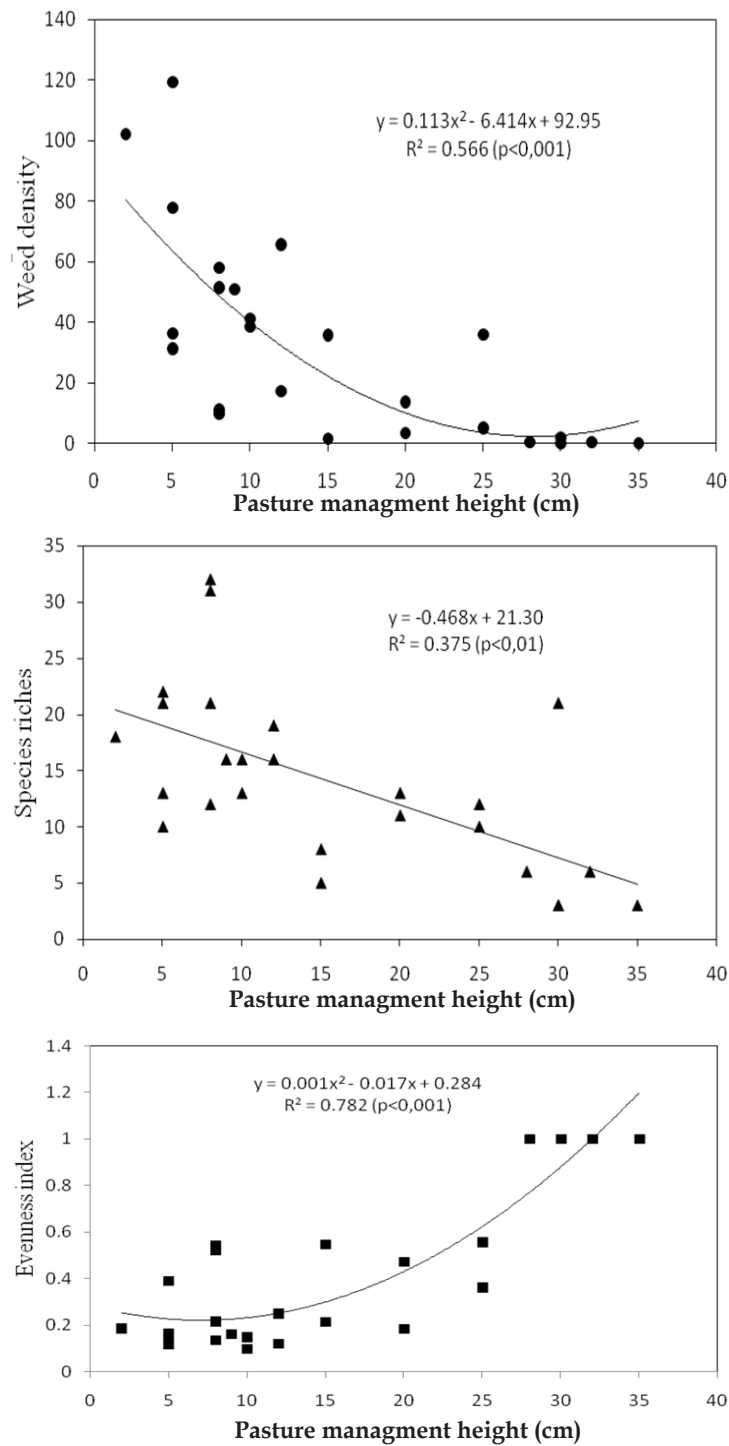 140
120
100
80
60
40
20
0
Weed density
y = 0.113x² - 6.414x + 92.95
R² = 0.566 (p<0,001)
0 5 10 15 20 25 30 35 40
Pasture managment height (cm)
35
30
25
20
15
10
5
0
Species riches
y = -0.468x + 21.30
R² = 0.375 (p<0,01)
0 5 10 15 20 25 30 35 40
Pasture managment height (cm)
1.4
1.2
1
0.8
0.6
0.4
0.2
0
Evenness index
y = 0.001x² - 0.017x + 0.284
R² = 0.782 (p<0,001)
0 5 10 15 20 25 30 35 40
Pasture managment height (cm)